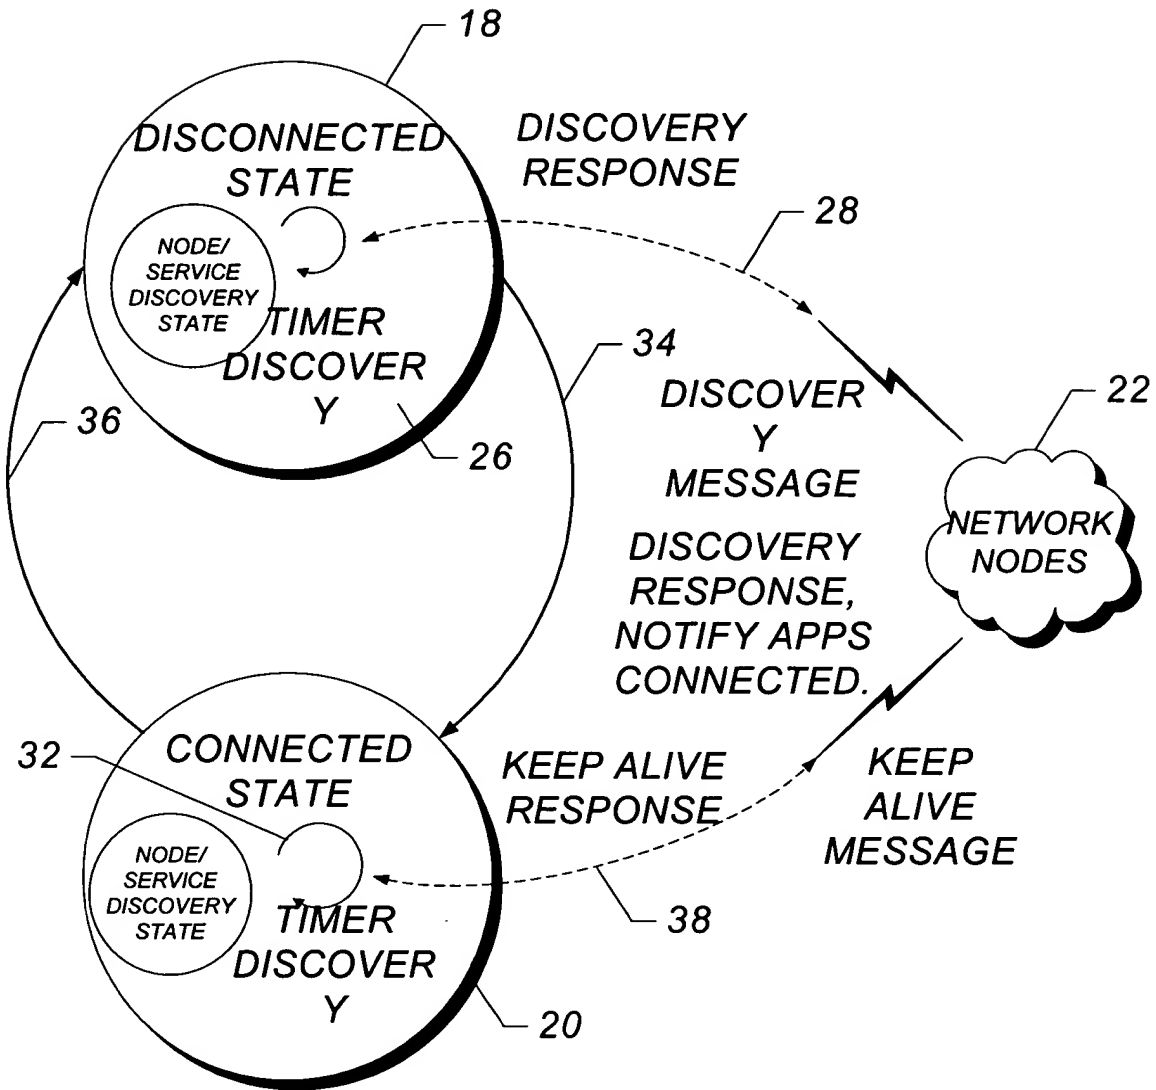 18
DISCONNECTED
STATE
DISCOVERY
RESPONSE
28
NODE/
SERVICE
DISCOVERY
STATE
TIMER
DISCOVER
Y
26
34
36
DISCOVER
Y
MESSAGE
22
NETWORK
NODES
DISCOVERY
RESPONSE,
NOTIFY APPS
CONNECTED.
32
CONNECTED
STATE
KEEP ALIVE
RESPONSE
KEEP
ALIVE
MESSAGE
NODE/
SERVICE
DISCOVERY
STATE
TIMER
DISCOVER
Y
38
20